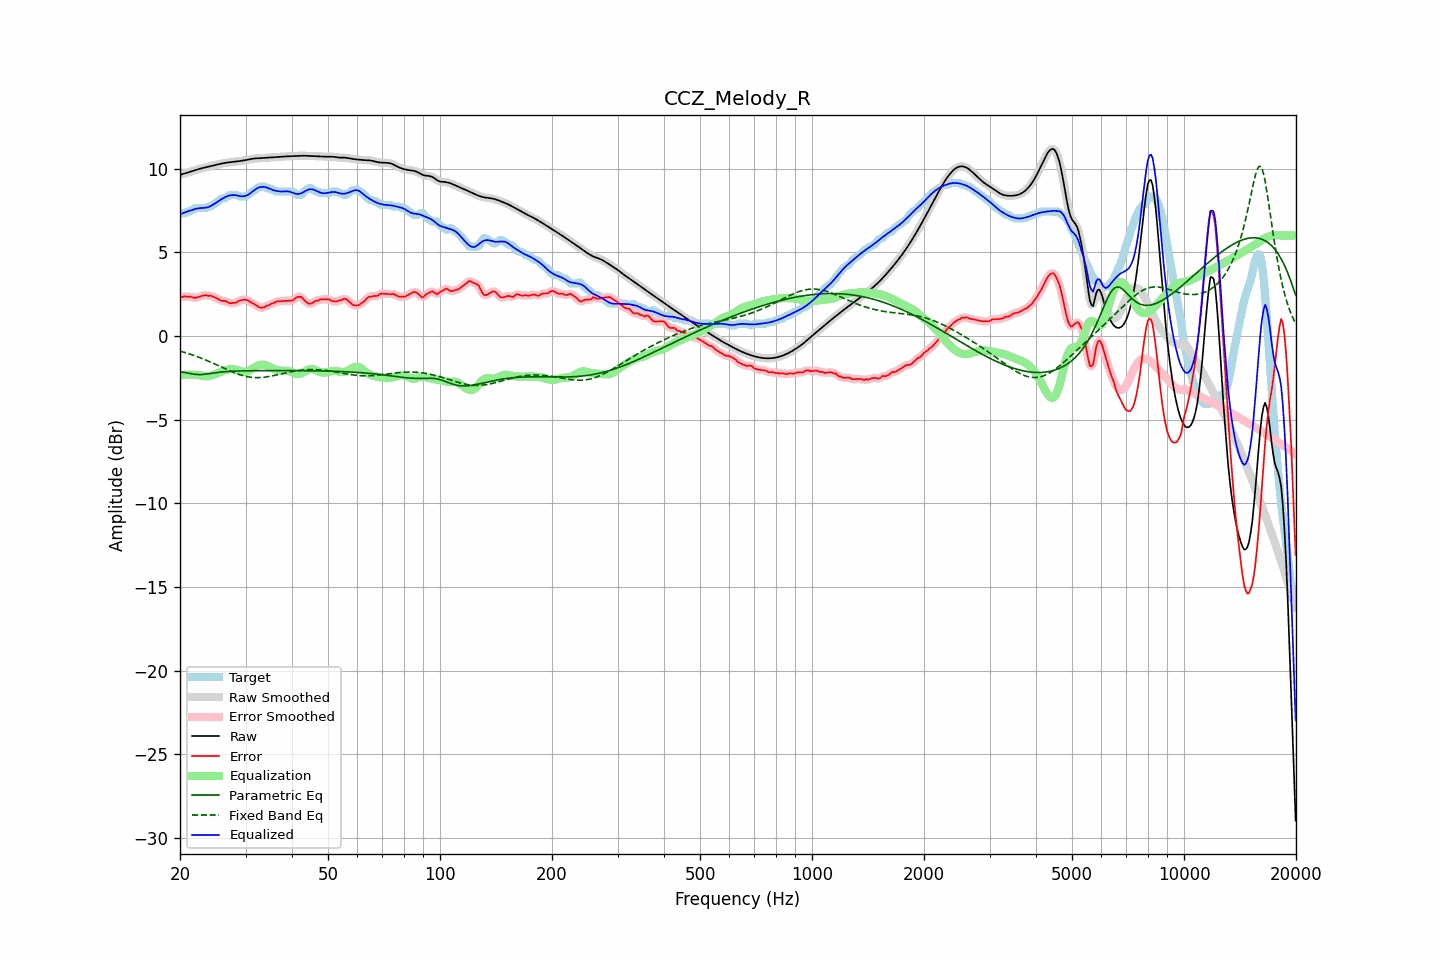 CCZ_Melody_R
Amplitude (dBr)
10
5
0
−5
−10
−15
−20
−25
−30
Target
Raw Smoothed
Error Smoothed
Raw
Error
Equalization
Parametric Eq
Fixed Band Eq
Equalized
20
50
100
200
500
1000
2000
5000
10000
20000
Frequency (Hz)